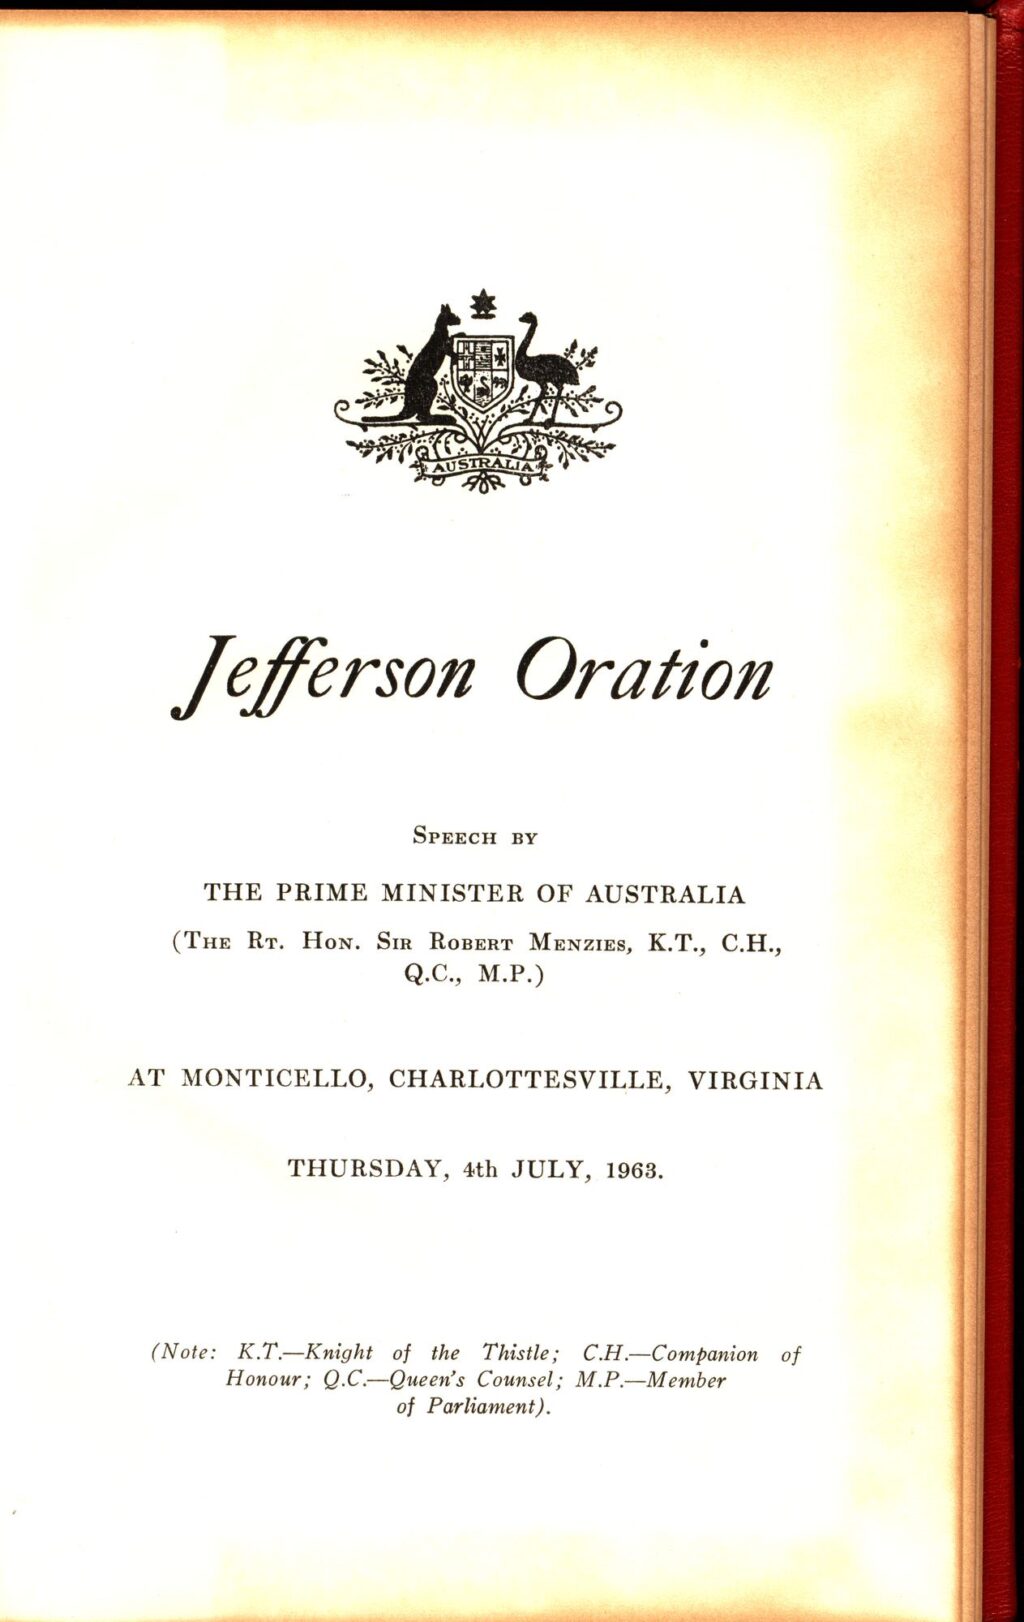 AUSTRALIA
Jefferson Oration
SPEECH BY
THE PRIME MINISTER OF AUSTRALIA
(THE RT. HON. SIR ROBERT MENZIES, K.T., C.H.,
Q.C., M.P.)
AT MONTICELLO, CHARLOTTESVILLE, VIRGINIA
THURSDAY, 4th JULY, 1963.
(Note: K.T.—Knight of the Thistle; C.H.—Companion of
Honour; Q.C.—Queen's Counsel; M.P.—Member
of Parliament).